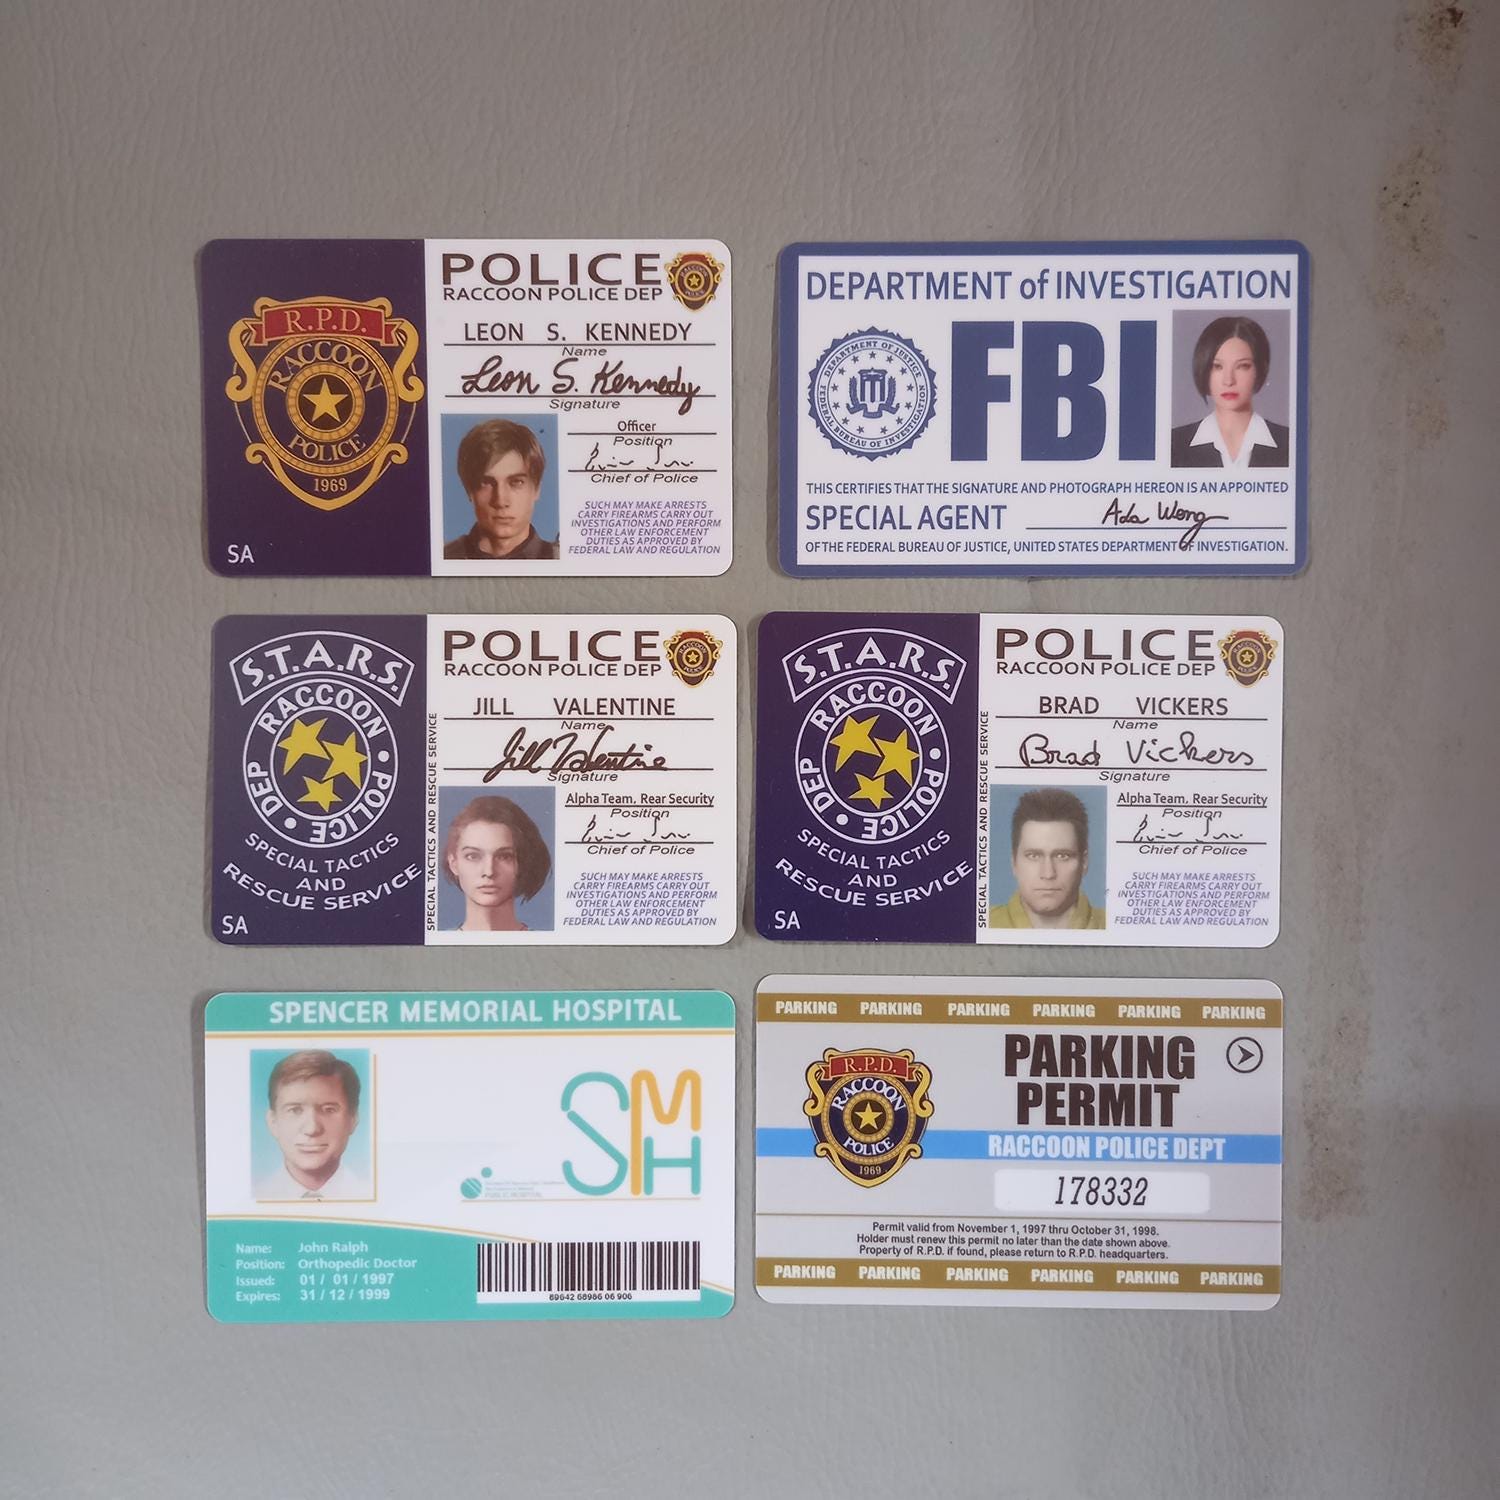 R.P.D.
RACCOON
POLICE
1969
SA
POLICE
RACCOON POLICE DEP
LEON S. KENNEDY
Name
Leon S. Kennedy
Signature
Officer
Position
Chief of Police
SUCH MAY MAKE ARRESTS
CARRY FIREARMS CARRY OUT
INVESTIGATIONS AND PERFORM
OTHER LAW ENFORCEMENT
DUTIES AS APPROVED BY
FEDERAL LAW AND REGULATION
DEPARTMENT of INVESTIGATION
DEPARTMENT OF JUSTICE
FEDERAL BUREAU OF INVESTIGATION
FBI
THIS CERTIFIES THAT THE SIGNATURE AND PHOTOGRAPH HEREON IS AN APPOINTED
SPECIAL AGENT Ada Wong
OF THE FEDERAL BUREAU OF JUSTICE, UNITED STATES DEPARTMENT OF INVESTIGATION.
S.T.A.R.S.
RACCOON • POLICE • DEP
SPECIAL TACTICS
AND
RESCUE SERVICE
SA
SPECIAL TACTICS AND RESCUE SERVICE
POLICE
RACCOON POLICE DEP
JILL VALENTINE
Name
Jill Valentine
Signature
Alpha Team, Rear Security
Position
Chief of Police
SUCH MAY MAKE ARRESTS
CARRY FIREARMS CARRY OUT
INVESTIGATIONS AND PERFORM
OTHER LAW ENFORCEMENT
DUTIES AS APPROVED BY
FEDERAL LAW AND REGULATION
S.T.A.R.S.
RACCOON • POLICE • DEP
SPECIAL TACTICS
AND
RESCUE SERVICE
SA
SPECIAL TACTICS AND RESCUE SERVICE
POLICE
RACCOON POLICE DEP
BRAD VICKERS
Name
Brad Vickers
Signature
Alpha Team, Rear Security
Position
Chief of Police
SUCH MAY MAKE ARRESTS
CARRY FIREARMS CARRY OUT
INVESTIGATIONS AND PERFORM
OTHER LAW ENFORCEMENT
DUTIES AS APPROVED BY
FEDERAL LAW AND REGULATION
SPENCER MEMORIAL HOSPITAL
SMH
PUBLIC HOSPITAL
Name: John Ralph
Position: Orthopedic Doctor
Issued: 01 / 01 / 1997
Expires: 31 / 12 / 1999
89642 68986 06 906
PARKING PARKING PARKING PARKING PARKING PARKING
R.P.D.
RACCOON
POLICE
1969
PARKING
PERMIT
RACCOON POLICE DEPT
178332
Permit valid from November 1, 1997 thru October 31, 1998.
Holder must renew this permit no later than the date shown above.
Property of R.P.D. if found, please return to R.P.D. headquarters.
PARKING PARKING PARKING PARKING PARKING PARKING